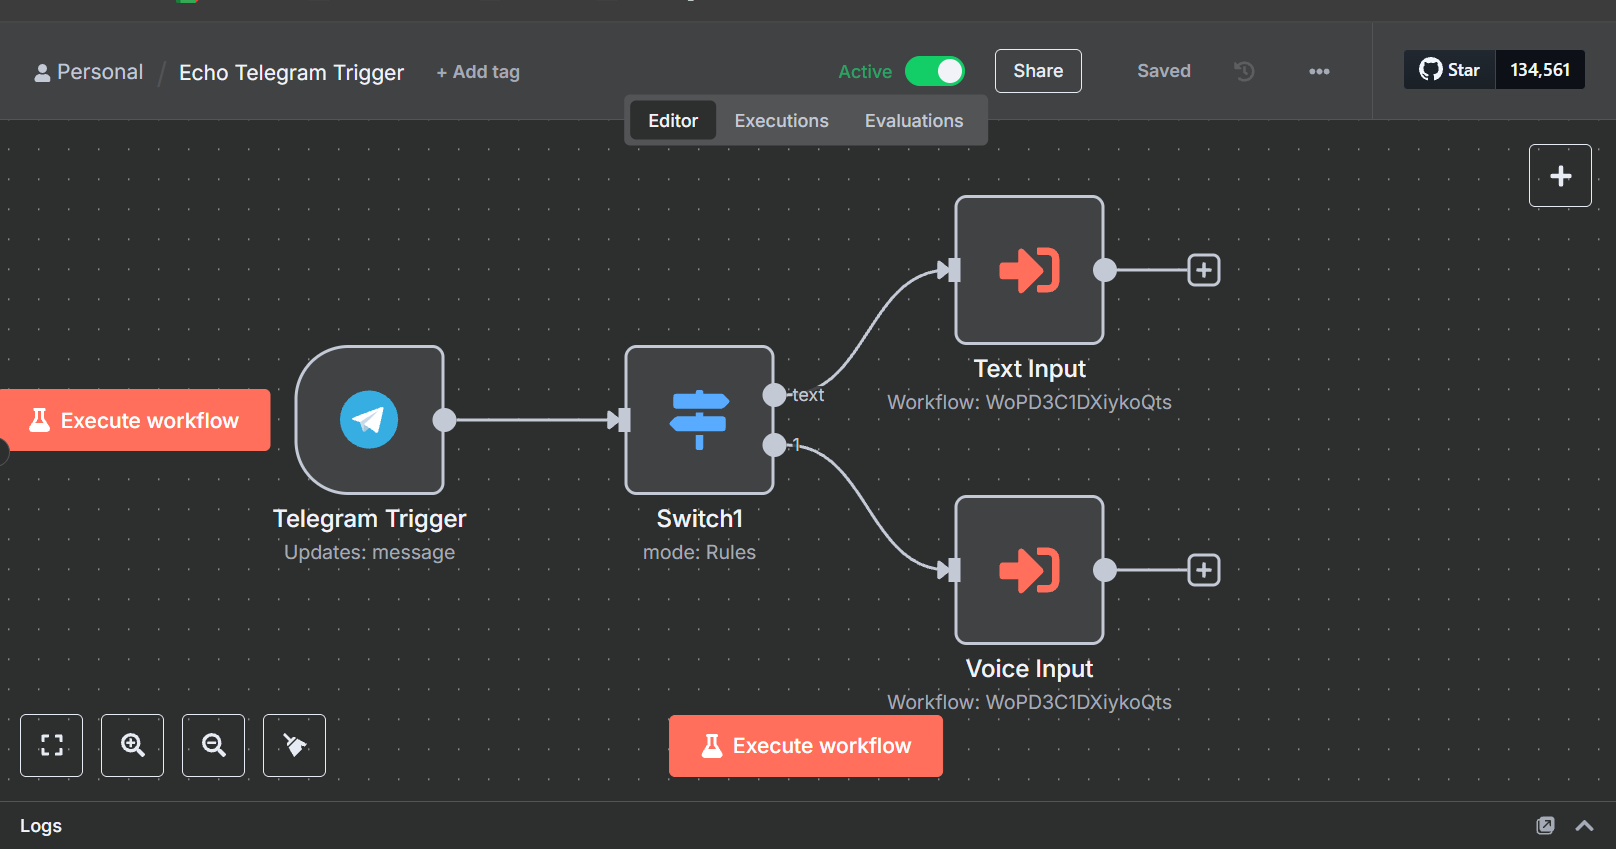 Personal / Echo Telegram Trigger + Add tag Active Share Saved ••• Star 134,561
Editor Executions Evaluations
text
Text Input
Workflow: WoPD3C1DXiykoQts
Execute workflow
1
Telegram Trigger
Updates: message
Switch1
mode: Rules
Voice Input
Workflow: WoPD3C1DXiykoQts
Execute workflow
Logs